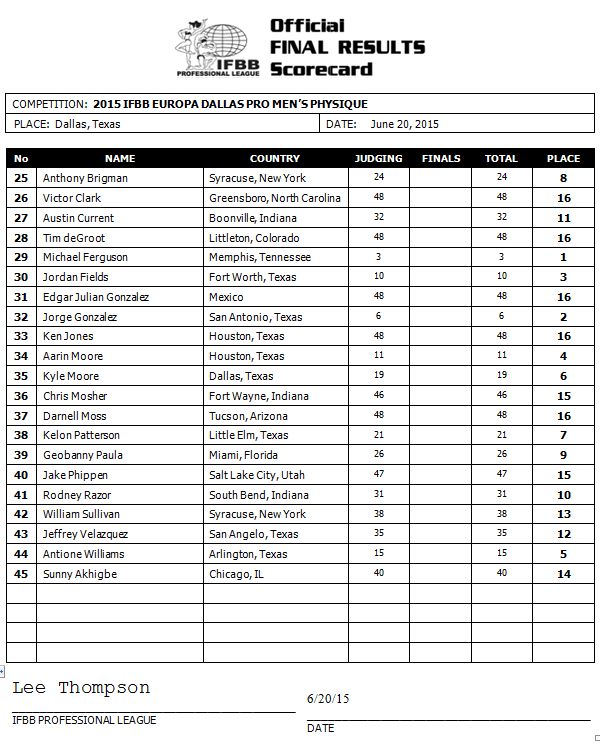 Official
FINAL RESULTS
Scorecard
IFBB
PROFESSIONAL LEAGUE
COMPETITION: 2015 IFBB EUROPA DALLAS PRO MEN'S PHYSIQUE
PLACE: Dallas, Texas DATE: June 20, 2015
No NAME COUNTRY JUDGING FINALS TOTAL PLACE
25 Anthony Brigman Syracuse, New York 24 24 8
26 Victor Clark Greensboro, North Carolina 48 48 16
27 Austin Current Boonville, Indiana 32 32 11
28 Tim deGroot Littleton, Colorado 48 48 16
29 Michael Ferguson Memphis, Tennessee 3 3 1
30 Jordan Fields Fort Worth, Texas 10 10 3
31 Edgar Julian Gonzalez Mexico 48 48 16
32 Jorge Gonzalez San Antonio, Texas 6 6 2
33 Ken Jones Houston, Texas 48 48 16
34 Aarin Moore Houston, Texas 11 11 4
35 Kyle Moore Dallas, Texas 19 19 6
36 Chris Mosher Fort Wayne, Indiana 46 46 15
37 Darnell Moss Tucson, Arizona 48 48 16
38 Kelon Patterson Little Elm, Texas 21 21 7
39 Geobanny Paula Miami, Florida 26 26 9
40 Jake Phippen Salt Lake City, Utah 47 47 15
41 Rodney Razor South Bend, Indiana 31 31 10
42 William Sullivan Syracuse, New York 38 38 13
43 Jeffrey Velazquez San Angelo, Texas 35 35 12
44 Antione Williams Arlington, Texas 15 15 5
45 Sunny Akhigbe Chicago, IL 40 40 14
Lee Thompson 6/20/15
IFBB PROFESSIONAL LEAGUE DATE